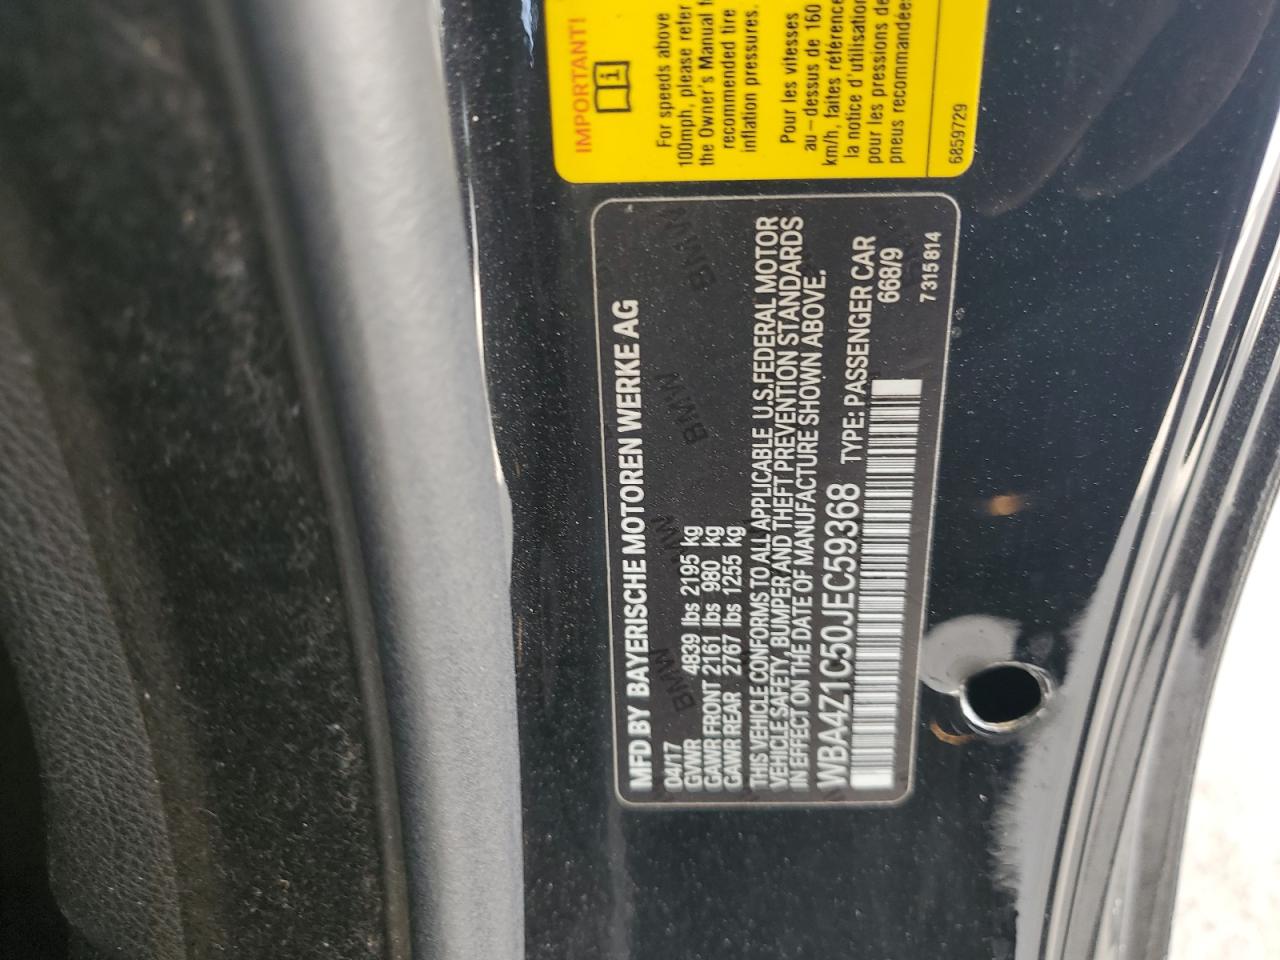 IMPORTANT!
For speeds above
100mph, please refer
the Owner's Manual
recommended tire
inflation pressures.
Pour les vitesses
au-dessus de 160
km/h, faites
la notice d'utilisation
pour les pressions
pneus
6859729
MFD BY BAYERISCHE MOTOREN WERKE AG
04/17
GVWR 4839 lbs 2195 kg
GAWR FRONT 2161 lbs 980 kg
GAWR REAR 2767 lbs 1255 kg
THIS VEHICLE CONFORMS TO ALL APPLICABLE U.S.FEDERAL MOTOR
VEHICLE SAFETY, BUMPER AND THEFT PREVENTION STANDARDS
IN EFFECT ON THE DATE OF MANUFACTURE SHOWN ABOVE.
WBA4Z1C50JEC59368 TYPE: PASSENGER CAR
668/9
7315814
BMW
BMW
BMW